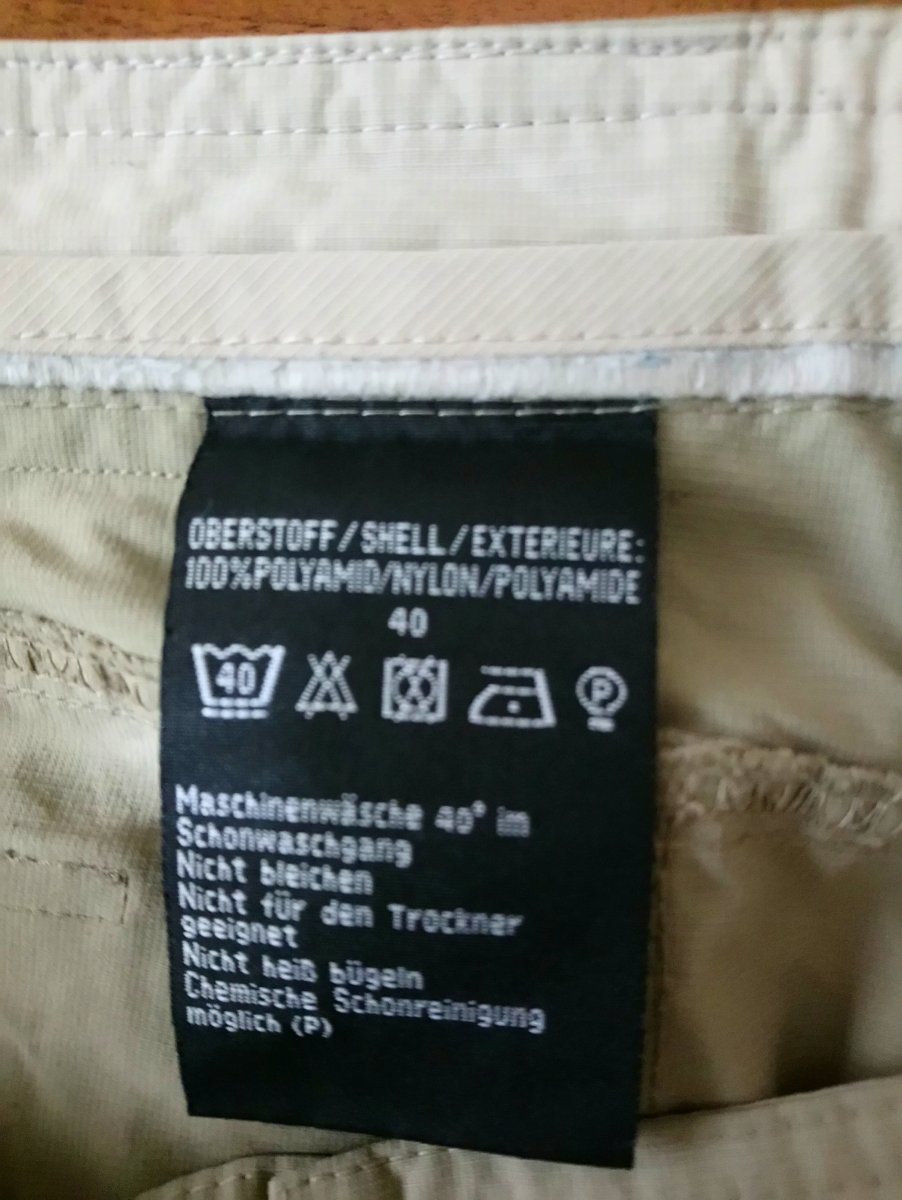 OBERSTOFF/SHELL/EXTERIEURE:
100%POLYAMID/NYLON/POLYAMIDE
40
40 P
Maschinenwäsche 40° im
Schonwaschgang
Nicht bleichen
Nicht für den Trockner
geeignet
Nicht heiß bügeln
Chemische Schonreinigung
möglich (P)